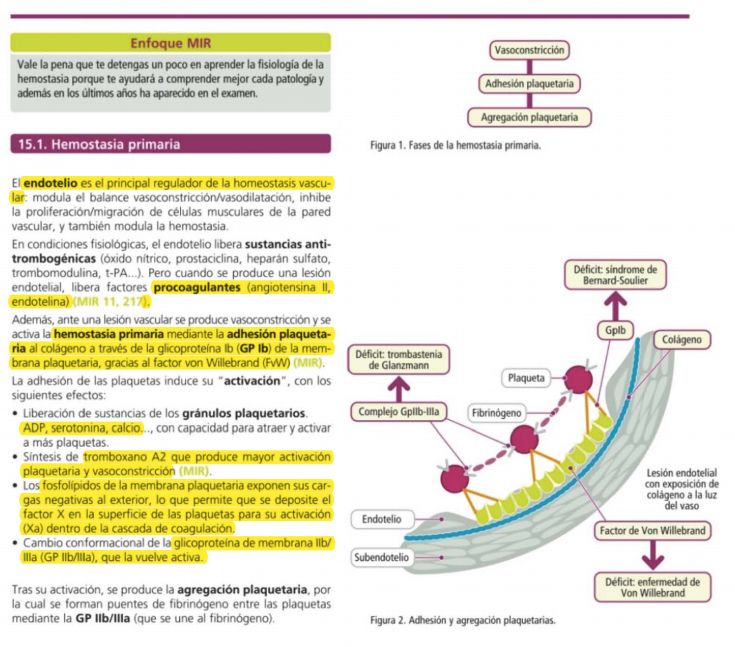 Enfoque MIR
Vale la pena que te detengas un poco en aprender la fisiología de la
hemostasia porque te ayudará a comprender mejor cada patología y
además en los últimos años ha aparecido en el examen.
15.1. Hemostasia primaria
El endotelio es el principal regulador de la homeostasis vascu-
lar: modula el balance vasoconstricción/vasodilatación, inhibe
la proliferación/migración de células musculares de la pared
vascular, y también modula la hemostasia.
En condiciones fisiológicas, el endotelio libera sustancias anti-
trombogénicas (óxido nítrico, prostaciclina, heparán sulfato,
trombomodulina, t-PA...). Pero cuando se produce una lesión
endotelial, libera factores procoagulantes (angiotensina II,
endotelina) (MIR 11, 217).
Además, ante una lesión vascular se produce vasoconstricción y se
activa la hemostasia primaria mediante la adhesión plaqueta-
ria al colágeno a través de la glicoproteína Ib (GP Ib) de la mem-
brana plaquetaria, gracias al factor von Willebrand (FvW) (MIR).
La adhesión de las plaquetas induce su "activación", con los
siguientes efectos:
• Liberación de sustancias de los gránulos plaquetarios.
ADP, serotonina, calcio..., con capacidad para atraer y activar
a más plaquetas.
• Síntesis de tromboxano A2 que produce mayor activación
plaquetaria y vasoconstricción (MIR).
• Los fosfolípidos de la membrana plaquetaria exponen sus car-
gas negativas al exterior, lo que permite que se deposite el
factor X en la superficie de las plaquetas para su activación
(Xa) dentro de la cascada de coagulación.
• Cambio conformacional de la glicoproteína de membrana IIb/
IIIa (GP IIb/IIIa), que la vuelve activa.
Tras su activación, se produce la agregación plaquetaria, por
la cual se forman puentes de fibrinógeno entre las plaquetas
mediante la GP IIb/IIIa (que se une al fibrinógeno).
Vasoconstricción
Adhesión plaquetaria
Agregación plaquetaria
Figura 1. Fases de la hemostasia primaria.
Déficit: síndrome de
Bernard-Soulier
GpIb
Colágeno
Déficit: trombastenia
de Glanzmann
Plaqueta
Complejo GpIIb-IIIa
Fibrinógeno
Lesión endotelial
con exposición de
colágeno a la luz
del vaso
Endotelio
Factor de Von Willebrand
Subendotelio
Déficit: enfermedad de
Von Willebrand
Figura 2. Adhesión y agregación plaquetarias.